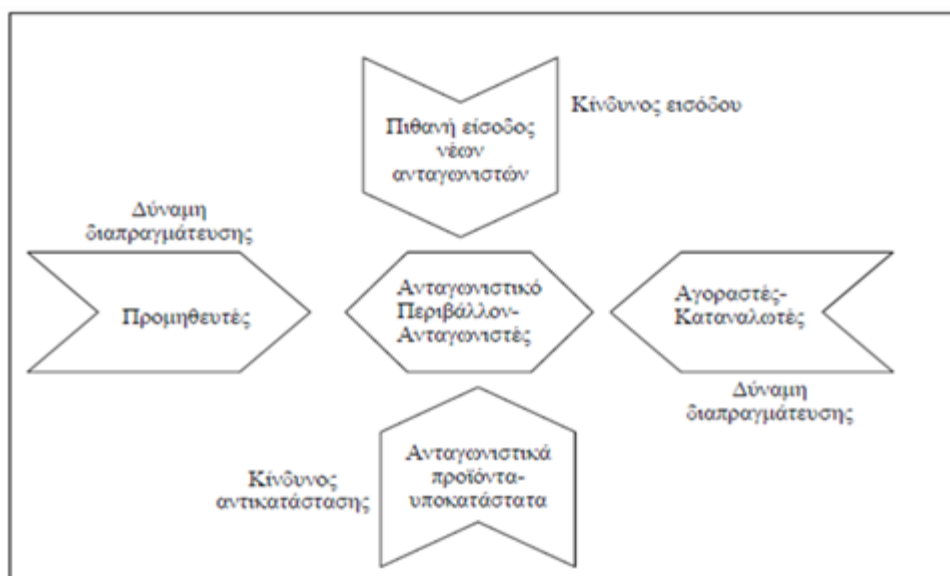 Κίνδυνος εισόδου
Πιθανή είσοδος
νέων
ανταγωνιστών
Δύναμη
διαπραγμάτευσης
Προμηθευτές
Ανταγωνιστικό
Περιβάλλον-
Ανταγωνιστές
Αγοραστές-
Καταναλωτές
Δύναμη
διαπραγμάτευσης
Κίνδυνος
αντικατάστασης
Ανταγωνιστικά
προϊόντα-
υποκατάστατα